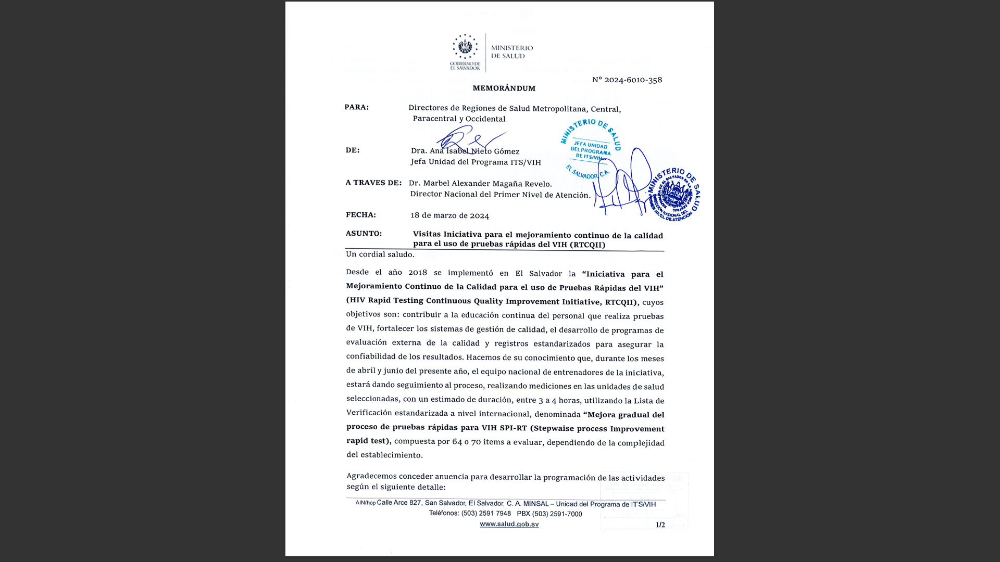 GOBIERNO DE
EL SALVADOR
MINISTERIO
DE SALUD
N° 2024-6010-358
MEMORÁNDUM
PARA: Directores de Regiones de Salud Metropolitana, Central,
Paracentral y Occidental
MINISTERIO DE SALUD
JEFA UNIDAD
DEL PROGRAMA
DE ITS/VIH
EL SALVADOR, C.A.
DE: Dra. Ana Isabel Nieto Gómez
Jefa Unidad del Programa ITS/VIH
A TRAVES DE: Dr. Marbel Alexander Magaña Revelo.
Director Nacional del Primer Nivel de Atención.
MINISTERIO DE SALUD
DIRECCIÓN NACIONAL DEL
PRIMER NIVEL DE ATENCIÓN
FECHA: 18 de marzo de 2024
ASUNTO: Visitas Iniciativa para el mejoramiento continuo de la calidad
para el uso de pruebas rápidas del VIH (RTCQII)
Un cordial saludo.
Desde el año 2018 se implementó en El Salvador la “Iniciativa para el
Mejoramiento Continuo de la Calidad para el uso de Pruebas Rápidas del VIH”
(HIV Rapid Testing Continuous Quality Improvement Initiative, RTCQII), cuyos
objetivos son: contribuir a la educación continua del personal que realiza pruebas
de VIH, fortalecer los sistemas de gestión de calidad, el desarrollo de programas de
evaluación externa de la calidad y registros estandarizados para asegurar la
confiabilidad de los resultados. Hacemos de su conocimiento que, durante los meses
de abril y junio del presente año, el equipo nacional de entrenadores de la iniciativa,
estará dando seguimiento al proceso, realizando mediciones en las unidades de salud
seleccionadas, con un estimado de duración, entre 3 a 4 horas, utilizando la Lista de
Verificación estandarizada a nivel internacional, denominada “Mejora gradual del
proceso de pruebas rápidas para VIH SPI-RT (Stepwaise process Improvement
rapid test), compuesta por 64 o 70 items a evaluar, dependiendo de la complejidad
del establecimiento.
Agradecemos conceder anuencia para desarrollar la programación de las actividades
según el siguiente detalle:
AIN/hop Calle Arce 827, San Salvador, El Salvador, C. A. MINSAL – Unidad del Programa de ITS/VIH
Teléfonos: (503) 2591 7948 PBX (503) 2591-7000
www.salud.gob.sv
1/2